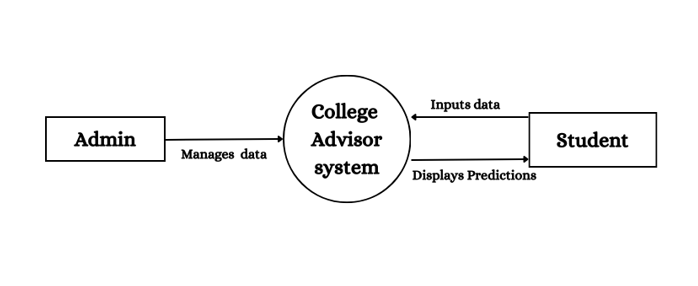 Admin
Manages data
College
Advisor
system
Inputs data
Displays Predictions
Student